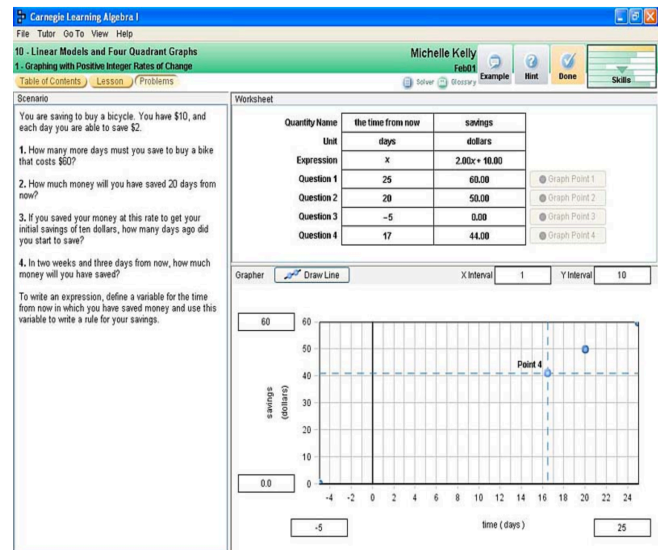 Carnegie Learning Algebra I
File Tutor Go To View Help
10 - Linear Models and Four Quadrant Graphs
1 - Graphing with Positive Integer Rates of Change
Michelle Kelly
Feb01
Table of Contents Lesson Problems
Solver Glossary
Example Hint Done Skills
Scenario
You are saving to buy a bicycle. You have $10, and
each day you are able to save $2.
1. How many more days must you save to buy a bike
that costs $60?
2. How much money will you have saved 20 days from
now?
3. If you saved your money at this rate to get your
initial savings of ten dollars, how many days ago did
you start to save?
4. In two weeks and three days from now, how much
money will you have saved?
To write an expression, define a variable for the time
from now in which you have saved money and use this
variable to write a rule for your savings.
Worksheet
Quantity Name the time from now savings
Unit days dollars
Expression x 2.00x + 10.00
Question 1 25 60.00 Graph Point 1
Question 2 20 50.00 Graph Point 2
Question 3 -5 0.00 Graph Point 3
Question 4 17 44.00 Graph Point 4
Grapher Draw Line X Interval 1 Y Interval 10
60
60
50
40
30
20
10
0
0.0
savings
(dollars)
Point 4
-4 -2 0 2 4 6 8 10 12 14 16 18 20 22 24
-5 time (days) 25